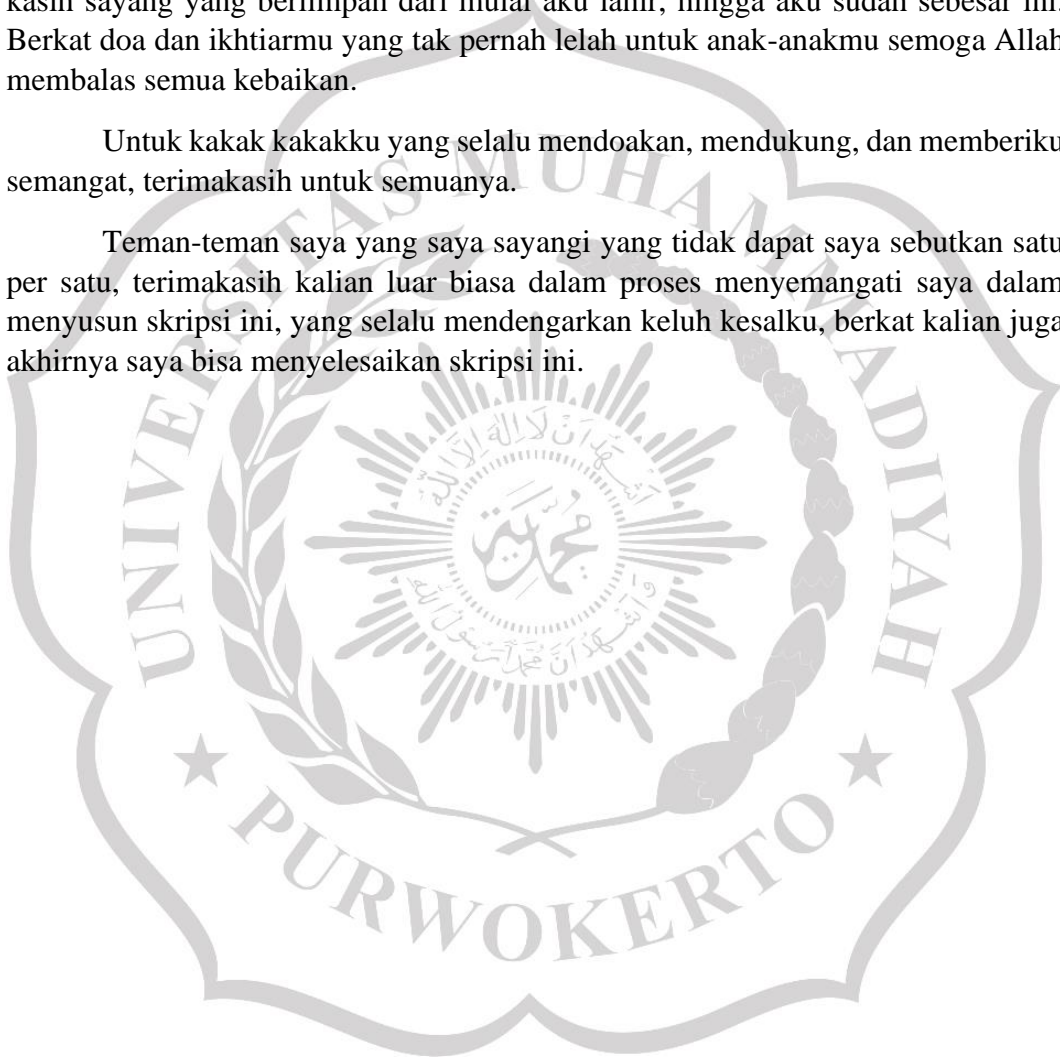 kasih sayang yang berlimpah dari mulai aku lahir, hingga aku sudah sebesar ini.
Berkat doa dan ikhtiarmu yang tak pernah lelah untuk anak-anakmu semoga Allah
membalas semua kebaikan.
Untuk kakak kakakku yang selalu mendoakan, mendukung, dan memberiku
semangat, terimakasih untuk semuanya.
Teman-teman saya yang saya sayangi yang tidak dapat saya sebutkan satu
per satu, terimakasih kalian luar biasa dalam proses menyemangati saya dalam
menyusun skripsi ini, yang selalu mendengarkan keluh kesalku, berkat kalian juga
akhirnya saya bisa menyelesaikan skripsi ini.
UNIVERSITAS MUHAMMADIYAH
أَشْهَدُ أَنْ لَا إِلٰهَ إِلَّا اللّٰهُ
محمدية
وَأَشْهَدُ أَنَّ مُحَمَّدًا رَسُولُ اللّٰهِ
PURWOKERTO